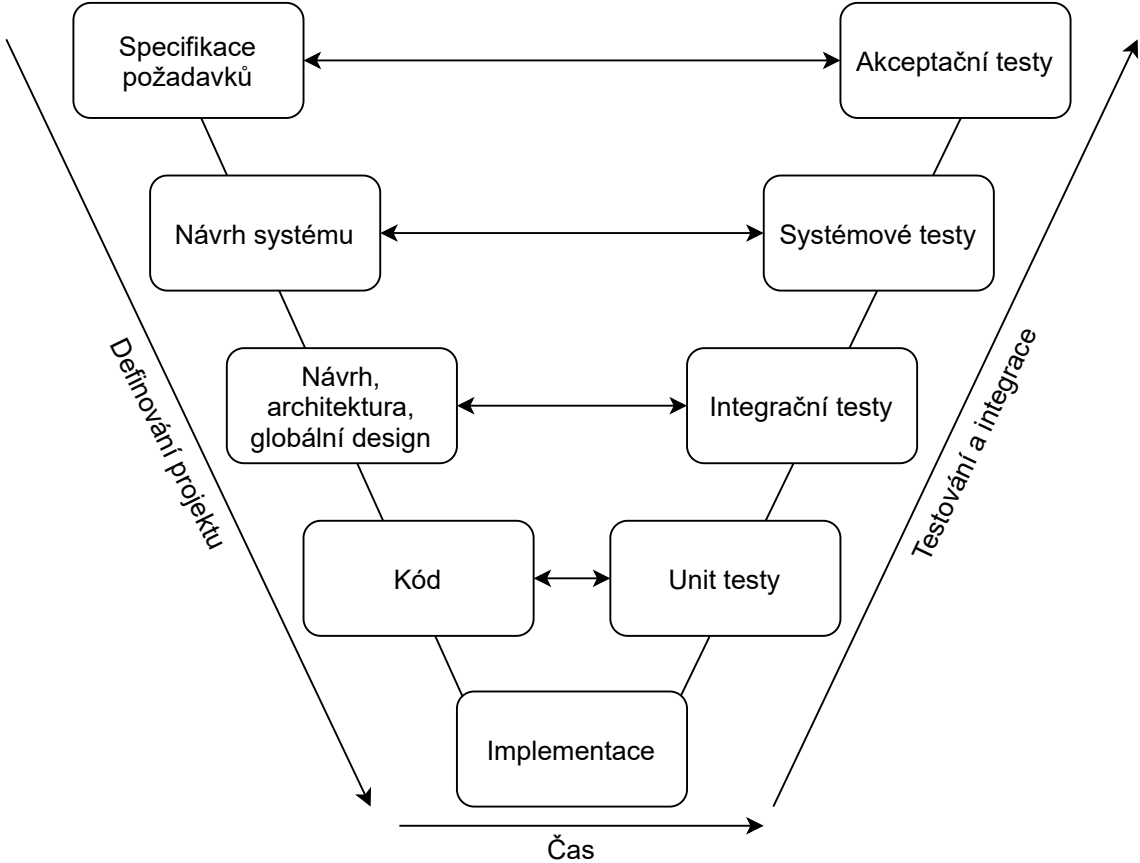 Specifikace
požadavků
Akceptační testy
Návrh systému
Systémové testy
Definování projektu
Návrh,
architektura,
globální design
Integrační testy
Testování a integrace
Kód
Unit testy
Implementace
Čas